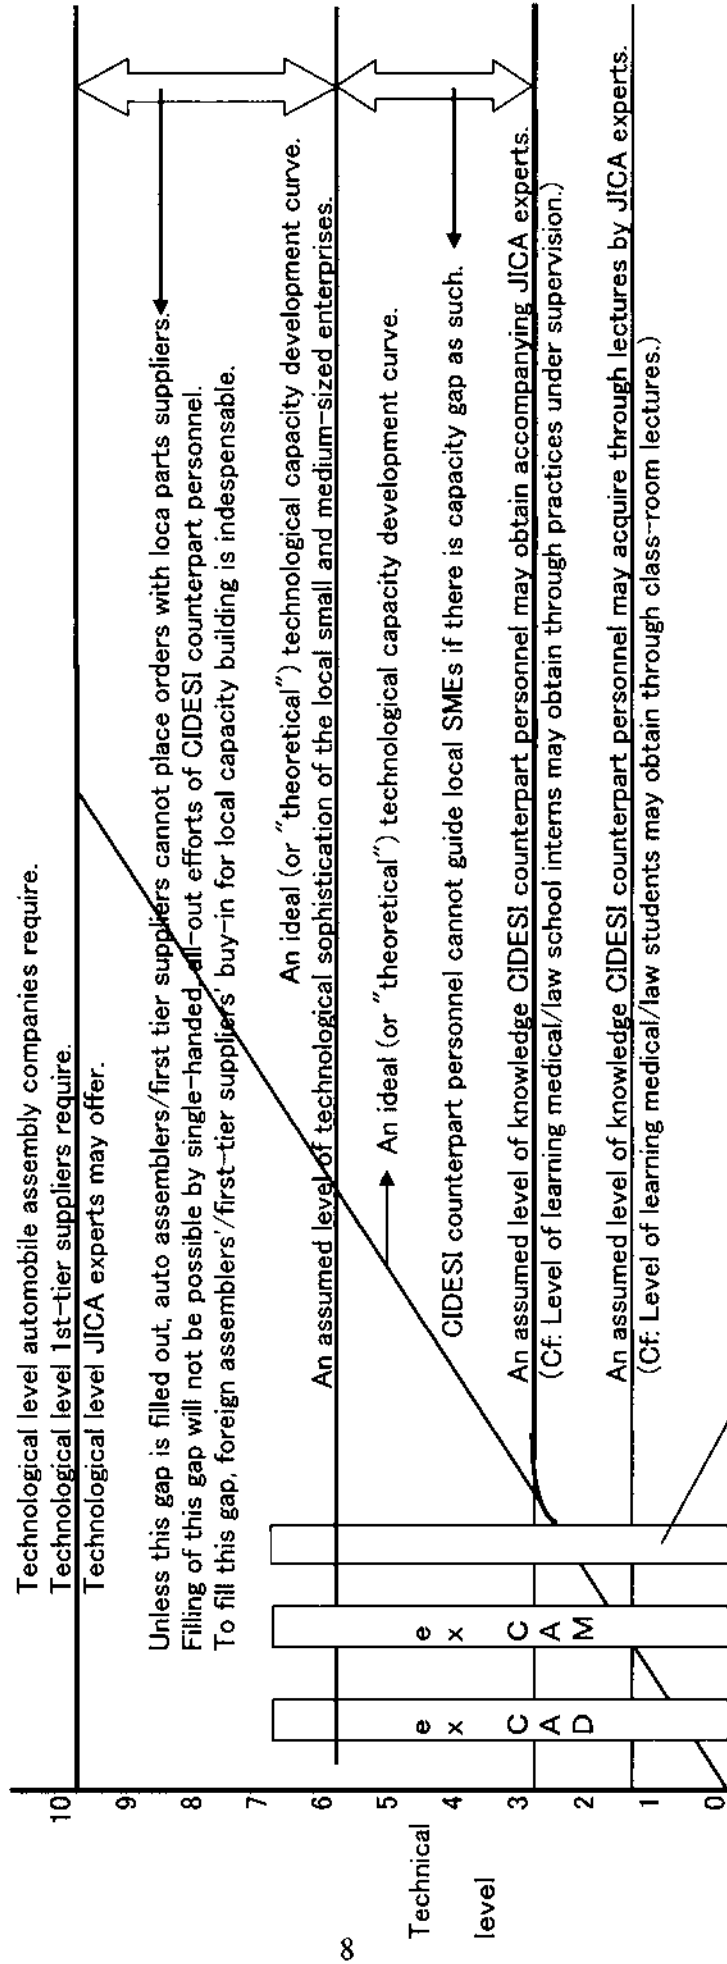 Technological level automobile assembly companies require.
Technological level 1st-tier suppliers require.
Technological level JICA experts may offer.
Unless this gap is filled out, auto assemblers/first tier suppliers cannot place orders with loca parts suppliers.
Filling of this gap will not be possible by single-handed, all-out efforts of CIDESI counterpart personnel.
To fill this gap, foreign assemblers'/first-tier suppliers' buy-in for local capacity building is indespensable.
An ideal (or "theoretical") technological capacity development curve.
An assumed level of technological sophistication of the local small and medium-sized enterprises.
An ideal (or "theoretical") technological capacity development curve.
CIDESI counterpart personnel cannot guide local SMEs if there is capacity gap as such.
An assumed level of knowledge CIDESI counterpart personnel may obtain accompanying JICA experts.
(Cf: Level of learning medical/law school interns may obtain through practices under supervision.)
An assumed level of knowledge CIDESI counterpart personnel may acquire through lectures by JICA experts.
(Cf: Level of learning medical/law students may obtain through class-room lectures.)
10
9
8
7
6
5
4
3
2
1
0
Technical
level
ex CAD
ex CAM
8